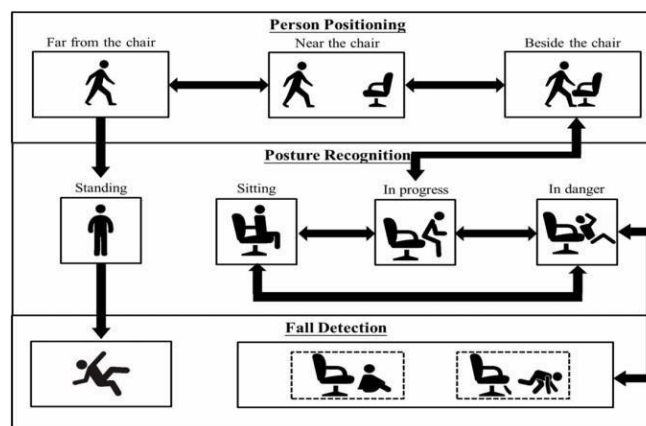 Person Positioning
Far from the chair
Near the chair
Beside the chair
Posture Recognition
Standing
Sitting
In progress
In danger
Fall Detection